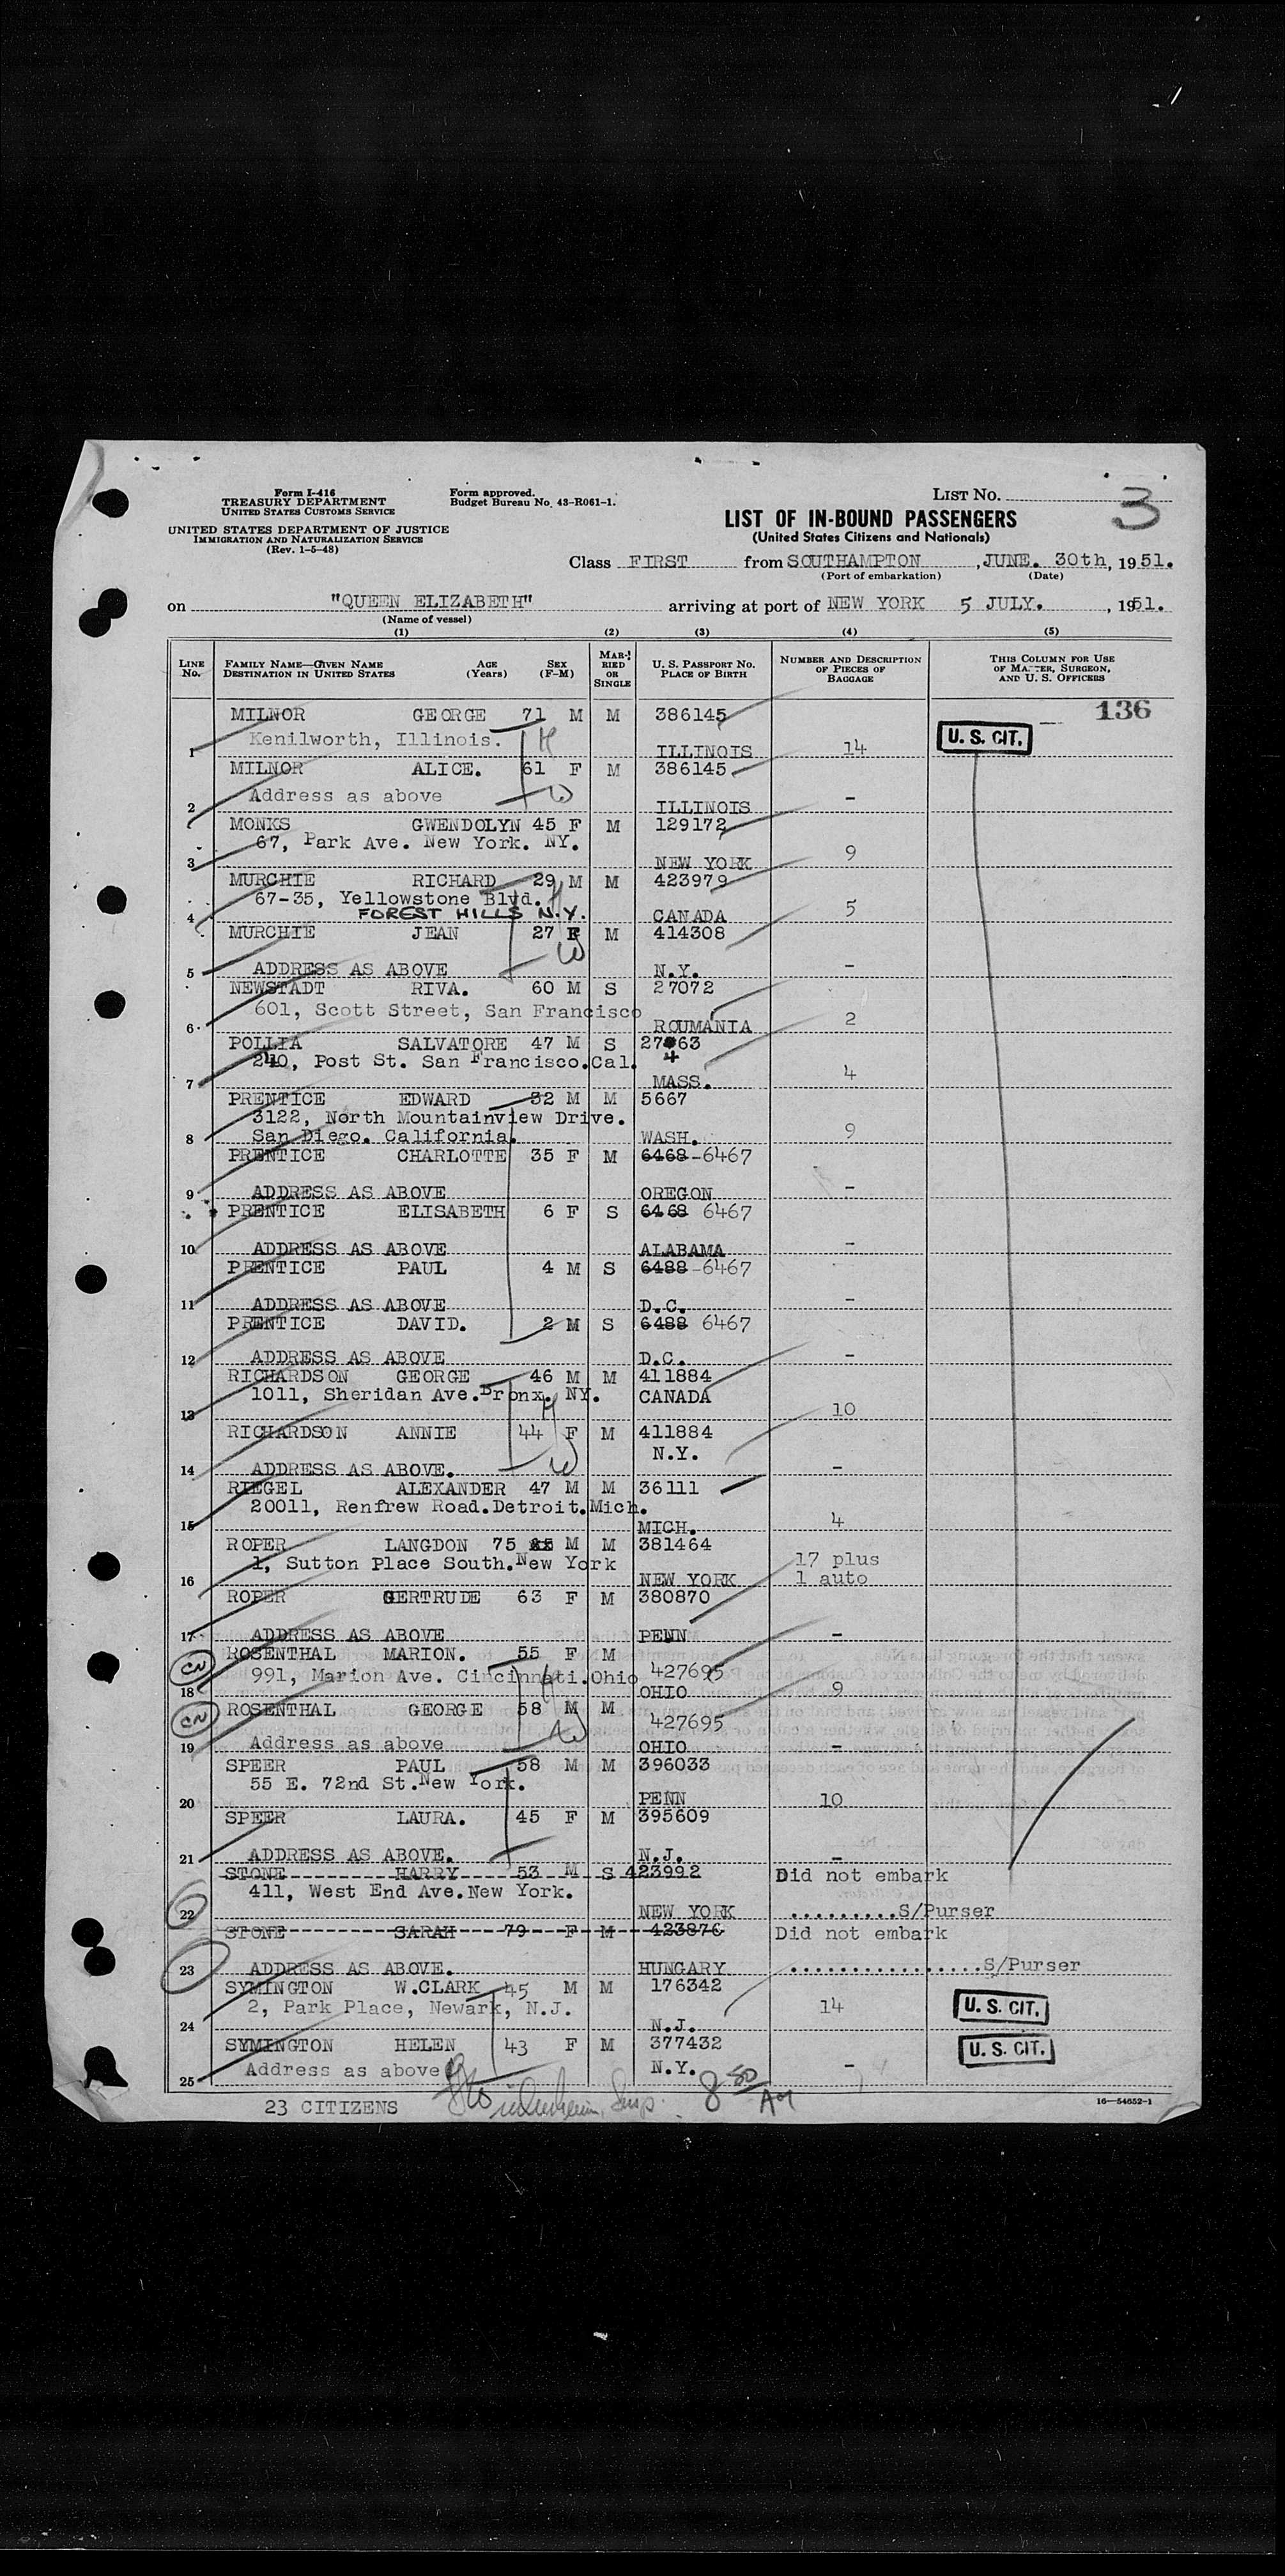 Form I-416
TREASURY DEPARTMENT
UNITED STATES CUSTOMS SERVICE
UNITED STATES DEPARTMENT OF JUSTICE
IMMIGRATION AND NATURALIZATION SERVICE
(Rev. 1-5-48)
Form approved.
Budget Bureau No. 43-R061-1.
LIST NO. 3
LIST OF IN-BOUND PASSENGERS
(United States Citizens and Nationals)
Class FIRST from SOUTHAMPTON, JUNE. 30th, 1951.
(Port of embarkation) (Date)
on "QUEEN ELIZABETH" arriving at port of NEW YORK 5 JULY. , 1951.
(Name of vessel)
(1) (2) (3) (4) (5)
LINE No. FAMILY NAME—GIVEN NAME DESTINATION IN UNITED STATES AGE (Years) SEX (F-M) MARRIED OR SINGLE U. S. PASSPORT No. PLACE OF BIRTH NUMBER AND DESCRIPTION OF PIECES OF BAGGAGE THIS COLUMN FOR USE OF MASTER, SURGEON, AND U. S. OFFICERS
136
MILNOR GEORGE 71 M M 386145
1 Kenilworth, Illinois. H ILLINOIS 14 U. S. CIT.
MILNOR ALICE. 61 F M 386145
2 Address as above W ILLINOIS -
MONKS GWENDOLYN 45 F M 129172
3 67, Park Ave. New York. NY. NEW YORK 9
MURCHIE RICHARD 29 M M 423979
67-35, Yellowstone Blvd. H
4 FOREST HILLS N.Y. CANADA 5
MURCHIE JEAN 27 F M 414308
5 ADDRESS AS ABOVE W N.Y. -
NEWSTADT RIVA. 60 M S 27072
6 601, Scott Street, San Francisco ROUMANIA 2
POLLIA SALVATORE 47 M S 27463
7 240, Post St. San Francisco.Cal. MASS. 4
PRENTICE EDWARD 32 M M 5667
3122, North Mountainview Drive.
8 San Diego. California. WASH. 9
PRENTICE CHARLOTTE 35 F M 6468-6467
9 ADDRESS AS ABOVE OREGON -
PRENTICE ELISABETH 6 F S 6468 6467
10 ADDRESS AS ABOVE ALABAMA -
PRENTICE PAUL 4 M S 6488-6467
11 ADDRESS AS ABOVE D.C. -
PRENTICE DAVID. 2 M S 6488 6467
12 ADDRESS AS ABOVE D.C. -
RICHARDSON GEORGE 46 M M 411884
13 1011, Sheridan Ave.Bronx. NY. H CANADA 10
RICHARDSON ANNIE 44 F M 411884
N.Y.
14 ADDRESS AS ABOVE. W -
RIEGEL ALEXANDER 47 M M 36111
15 20011, Renfrew Road.Detroit.Mich. MICH. 4
ROPER LANGDON 75 M M 381464
1, Sutton Place South.New York 17 plus
16 NEW YORK 1 auto
ROPER GERTRUDE 63 F M 380870
17 ADDRESS AS ABOVE PENN -
CN ROSENTHAL MARION. 55 F M 427695
18 991, Marion Ave. Cincinnati.Ohio H OHIO 9
CN ROSENTHAL GEORGE 58 M M 427695
19 Address as above W OHIO -
SPEER PAUL 58 M M 396033
55 E. 72nd St.New York.
20 PENN 10
SPEER LAURA. 45 F M 395609
21 ADDRESS AS ABOVE. N.J. -
STONE HARRY 53 M S 423992 Did not embark
411, West End Ave.New York.
22 NEW YORK .........S/Purser
STONE SARAH 79 F M 423876 Did not embark
23 ADDRESS AS ABOVE. HUNGARY. .................S/Purser
SYMINGTON W.CLARK 45 M M 176342
24 2, Park Place, Newark, N.J. N.J. 14 U. S. CIT.
SYMINGTON HELEN 43 F M 377432
25 Address as above N.Y. - U. S. CIT.
23 CITIZENS Insp. 8 50 AM
16—54652-1